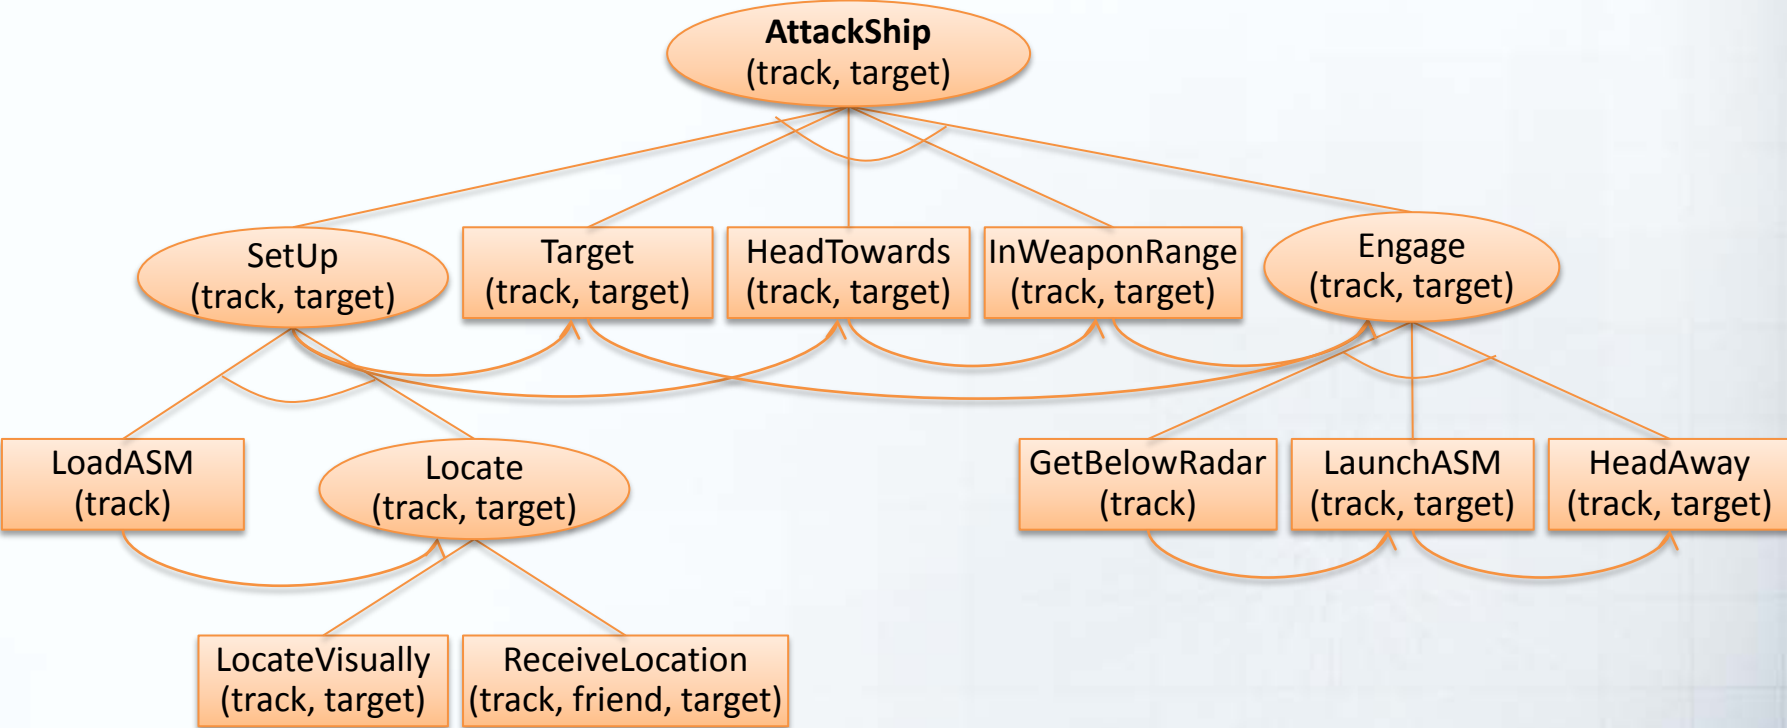 AttackShip
(track, target)
SetUp
(track, target)
Target
(track, target)
HeadTowards
(track, target)
InWeaponRange
(track, target)
Engage
(track, target)
LoadASM
(track)
Locate
(track, target)
GetBelowRadar
(track)
LaunchASM
(track, target)
HeadAway
(track, target)
LocateVisually
(track, target)
ReceiveLocation
(track, friend, target)